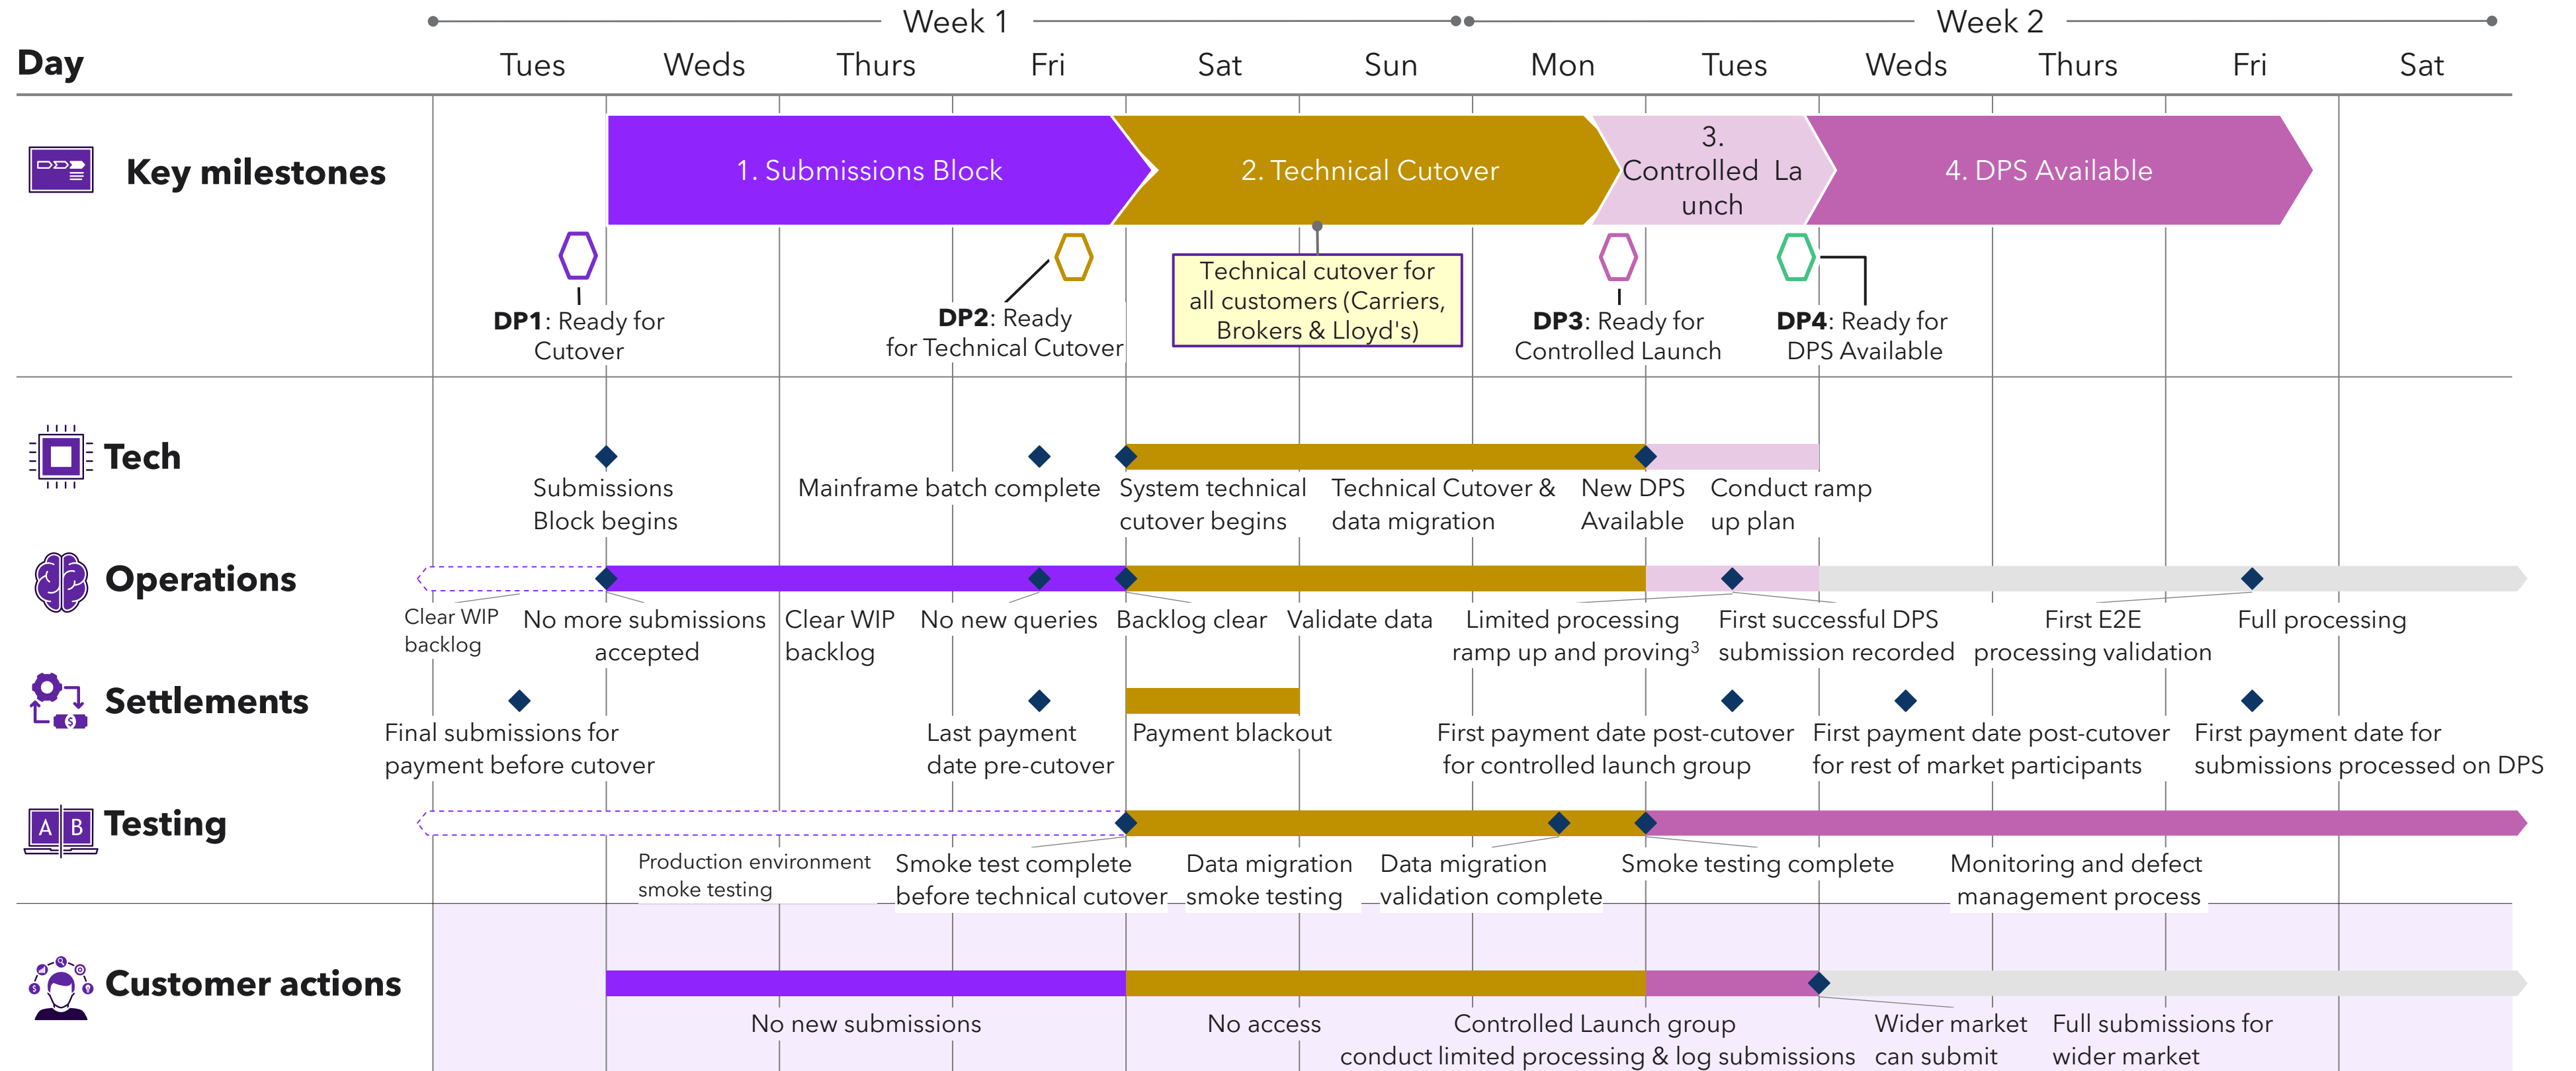 Week 1
Week 2
Day
Tues
Weds
Thurs
Fri
Sat
Sun
Mon
Tues
Weds
Thurs
Fri
Sat
Key milestones
1. Submissions Block
2. Technical Cutover
3.
Controlled La
unch
4. DPS Available
DP1: Ready for
Cutover
DP2: Ready
for Technical Cutover
Technical cutover for
all customers (Carriers,
Brokers & Lloyd's)
DP3: Ready for
Controlled Launch
DP4: Ready for
DPS Available
Tech
Submissions
Block begins
Mainframe batch complete
System technical
cutover begins
Technical Cutover &
data migration
New DPS
Available
Conduct ramp
up plan
Operations
Clear WIP
backlog
No more submissions
accepted
Clear WIP
backlog
No new queries
Backlog clear
Validate data
Limited processing
ramp up and proving3
First successful DPS
submission recorded
First E2E
processing validation
Full processing
Settlements
Final submissions for
payment before cutover
Last payment
date pre-cutover
Payment blackout
First payment date post-cutover
for controlled launch group
First payment date post-cutover
for rest of market participants
First payment date for
submissions processed on DPS
A B
Testing
Production environment
smoke testing
Smoke test complete
before technical cutover
Data migration
smoke testing
Data migration
validation complete
Smoke testing complete
Monitoring and defect
management process
Customer actions
No new submissions
No access
Controlled Launch group
conduct limited processing & log submissions
Wider market
can submit
Full submissions for
wider market